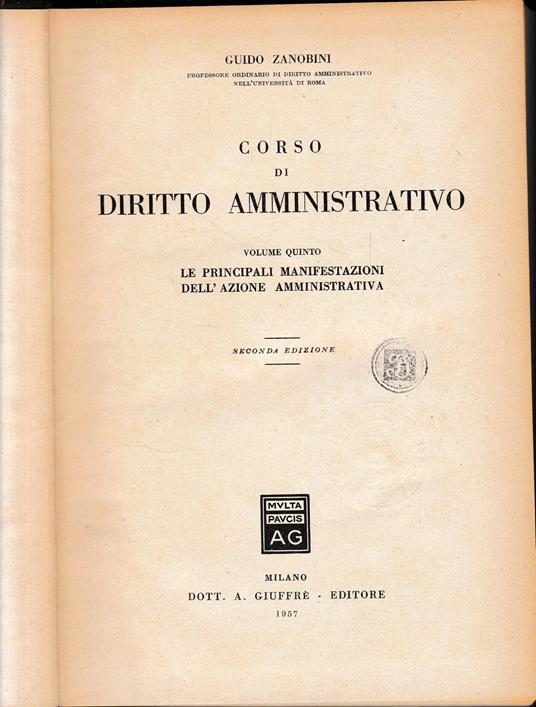 GUIDO ZANOBINI
PROFESSORE ORDINARIO DI DIRITTO AMMINISTRATIVO
NELL'UNIVERSITÀ DI ROMA
CORSO
DI
DIRITTO AMMINISTRATIVO
VOLUME QUINTO
LE PRINCIPALI MANIFESTAZIONI
DELL'AZIONE AMMINISTRATIVA
SECONDA EDIZIONE
MVLTA
PAVCIS
AG
MILANO
DOTT. A. GIUFFRÈ - EDITORE
1957